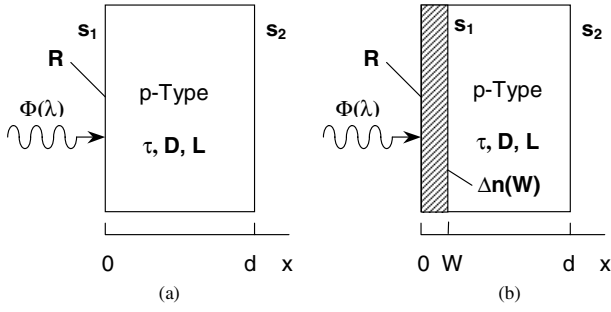 s₁ s₂
R
Φ(λ)
p-Type
τ, D, L
0 d x
(a)
s₁ s₂
R
Φ(λ)
p-Type
τ, D, L
Δn(W)
0 W d x
(b)